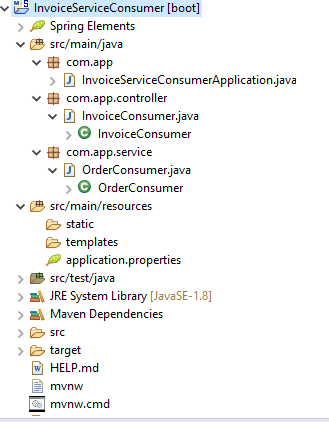 InvoiceServiceConsumer [boot]
Spring Elements
src/main/java
com.app
InvoiceServiceConsumerApplication.java
com.app.controller
InvoiceConsumer.java
InvoiceConsumer
com.app.service
OrderConsumer.java
OrderConsumer
src/main/resources
static
templates
application.properties
src/test/java
JRE System Library [JavaSE-1.8]
Maven Dependencies
src
target
HELP.md
mvnw
mvnw.cmd